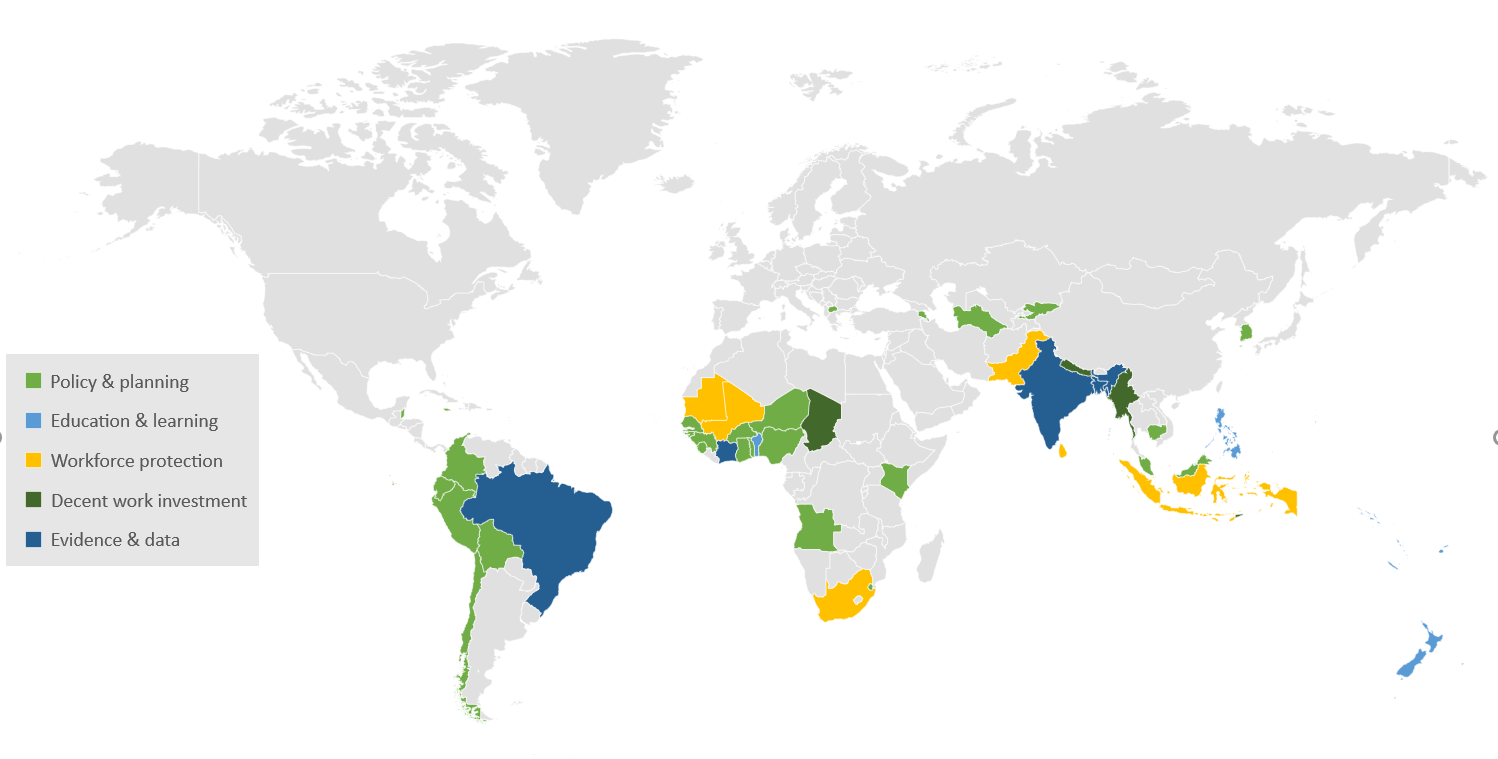 Policy & planning
Education & learning
Workforce protection
Decent work investment
Evidence & data